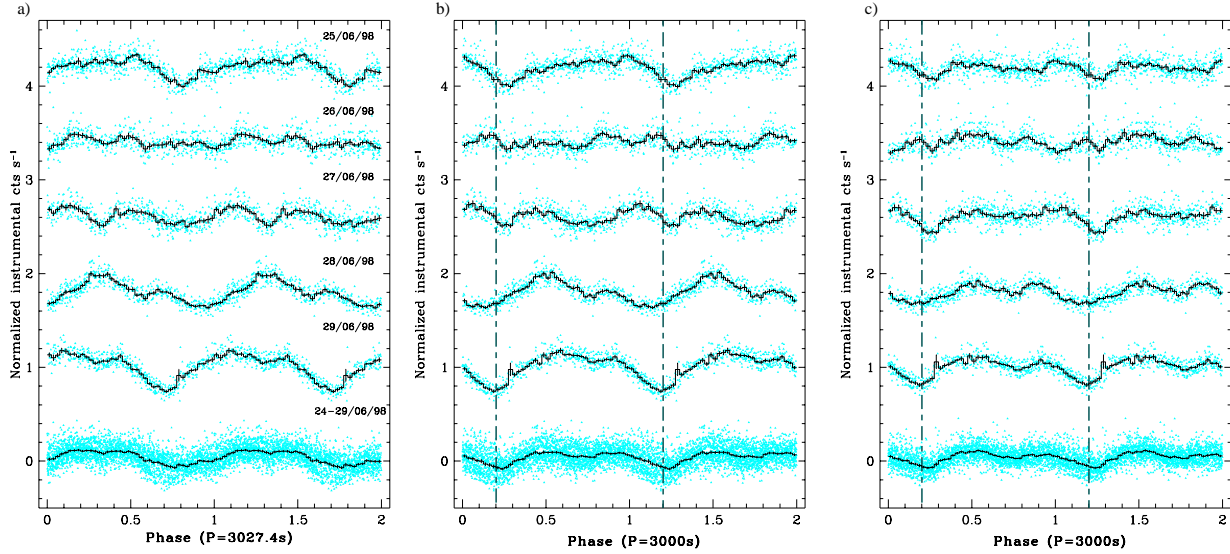 a)
Normalized instrumental cts s⁻¹
4
3
2
1
0
25/06/98
26/06/98
27/06/98
28/06/98
29/06/98
24-29/06/98
0 0.5 1 1.5 2
Phase (P=3027.4s)
b)
Normalized instrumental cts s⁻¹
4
3
2
1
0
0 0.5 1 1.5 2
Phase (P=3000s)
c)
Normalized instrumental cts s⁻¹
4
3
2
1
0
0 0.5 1 1.5 2
Phase (P=3000s)